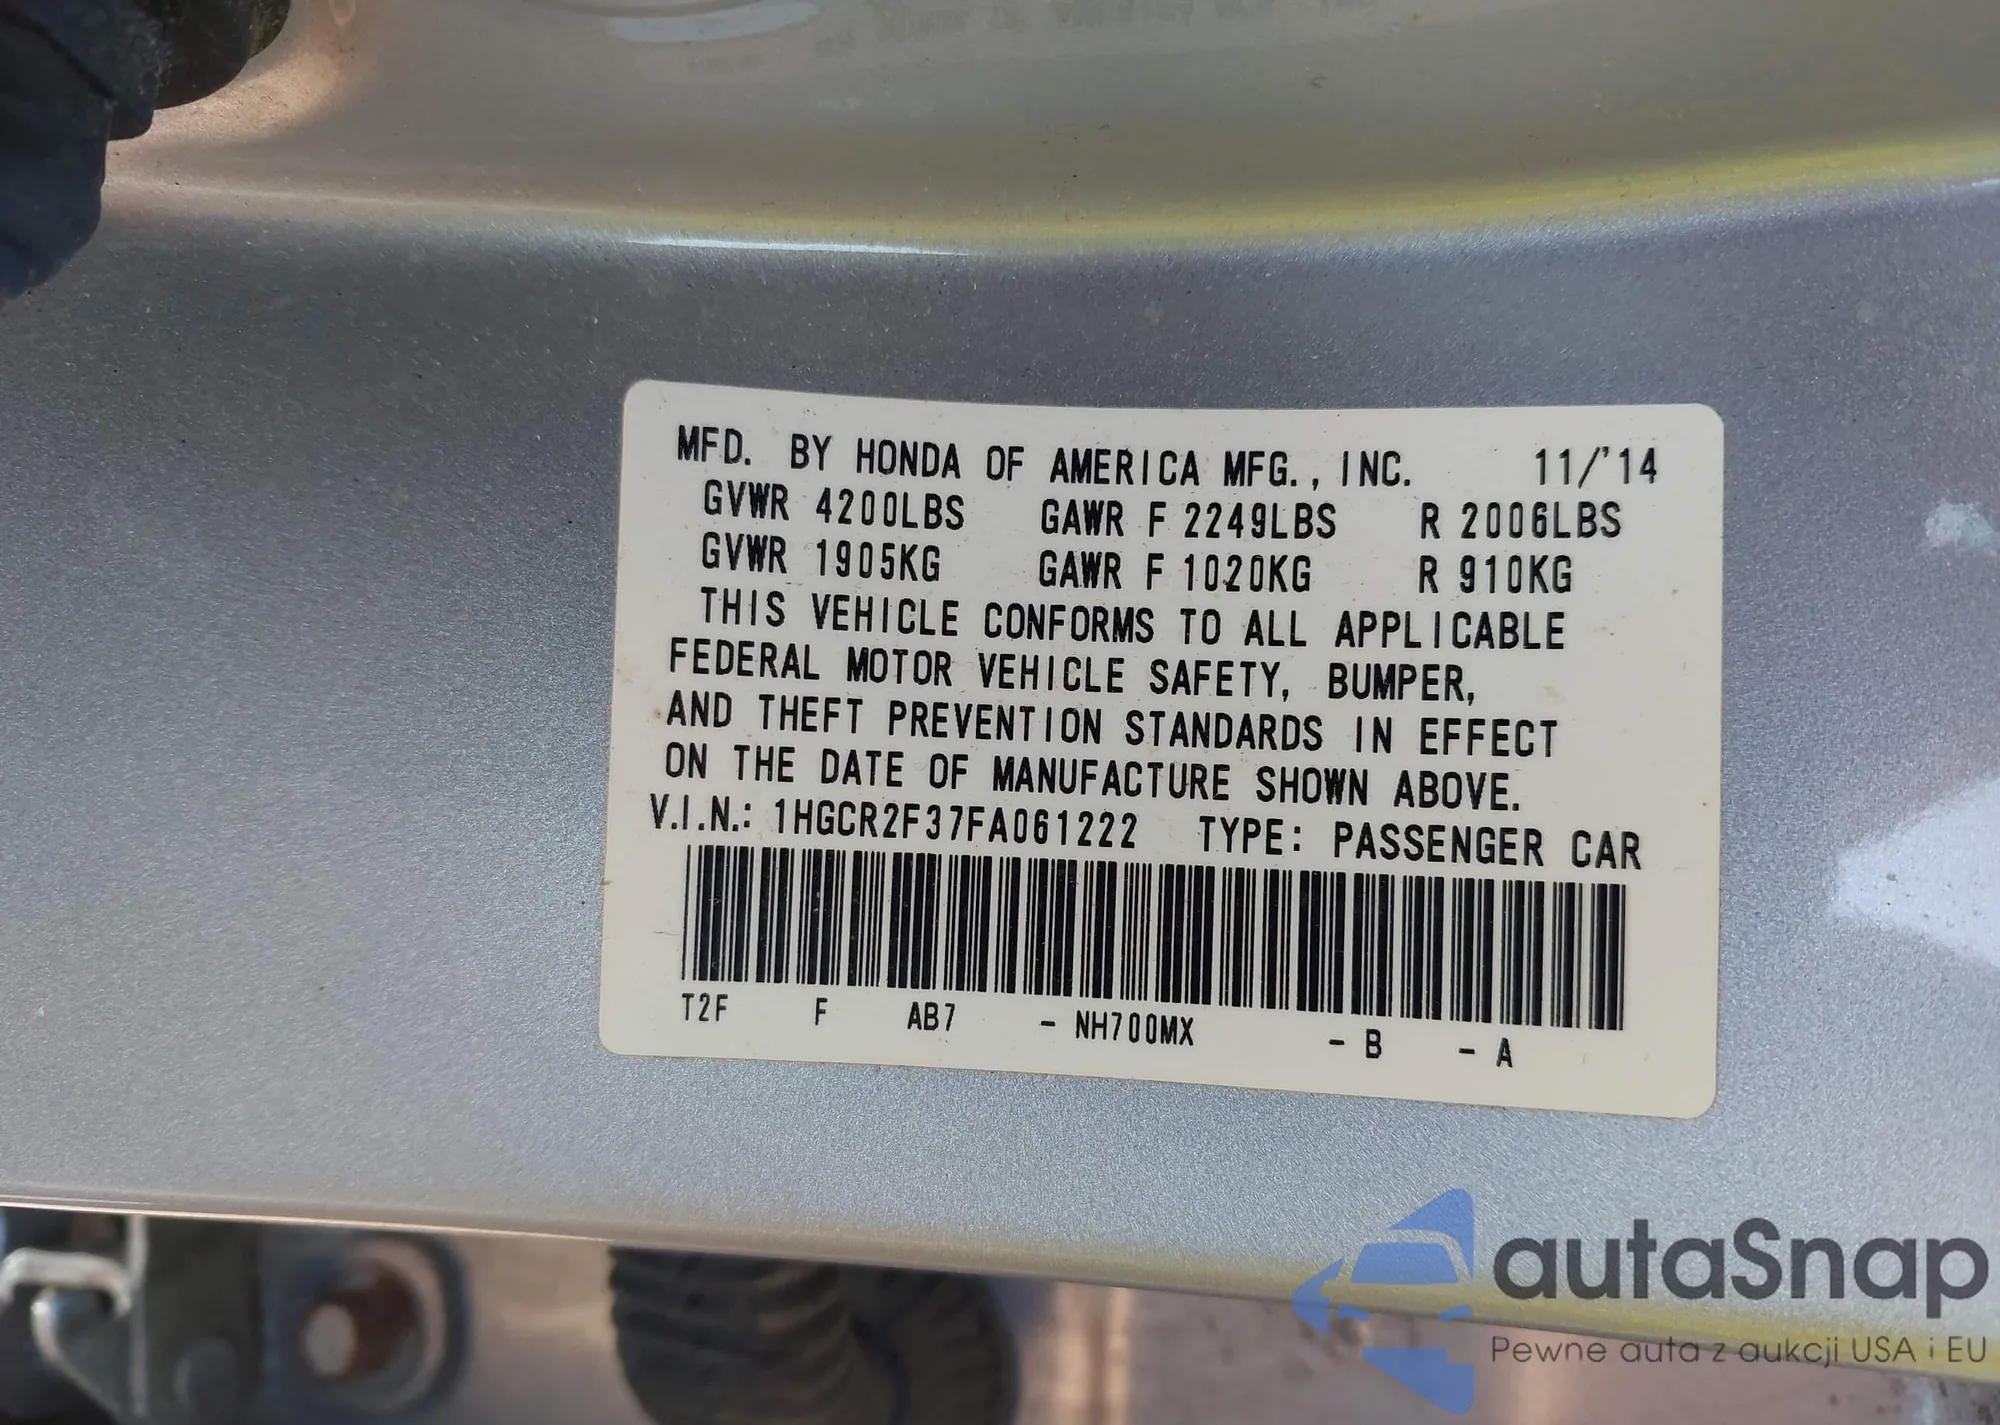 MFD. BY HONDA OF AMERICA MFG., INC. 11/'14
GVWR 4200LBS GAWR F 2249LBS R 2006LBS
GVWR 1905KG GAWR F 1020KG R 910KG
THIS VEHICLE CONFORMS TO ALL APPLICABLE
FEDERAL MOTOR VEHICLE SAFETY, BUMPER,
AND THEFT PREVENTION STANDARDS IN EFFECT
ON THE DATE OF MANUFACTURE SHOWN ABOVE.
V.I.N.: 1HGCR2F37FA061222 TYPE: PASSENGER CAR
T2F F AB7 - NH700MX - B - A
autaSnap
Pewne auta z aukcji USA i EU